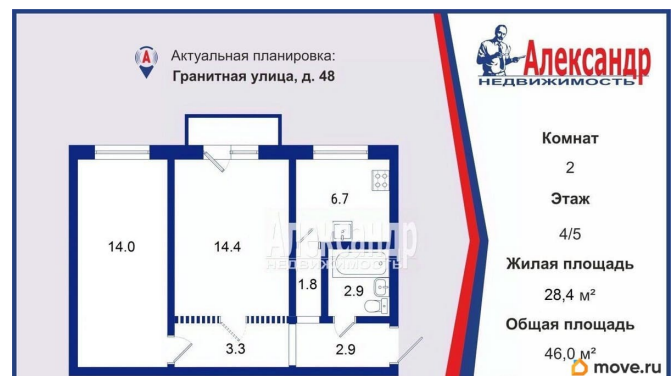 Актуальная планировка:
Гранитная улица, д. 48
Александр
НЕДВИЖИМОСТЬ
Комнат
2
Этаж
4/5
Жилая площадь
28,4 м²
Общая площадь
46,0 м²
14.0
14.4
6.7
1.8
2.9
3.3
2.9
Александр
НЕДВИЖИМОСТЬ
move.ru